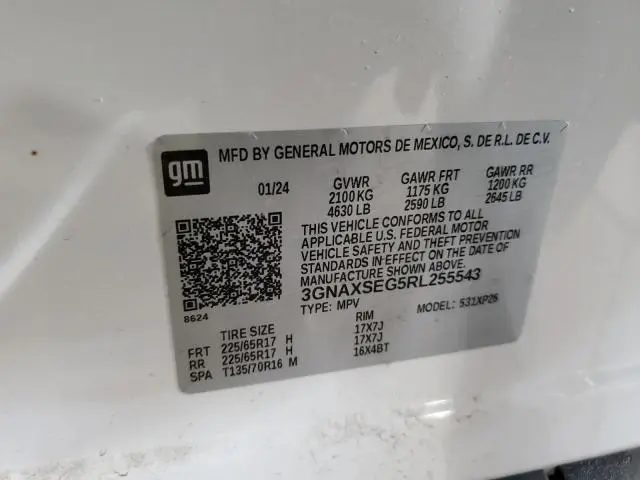 gm
MFD BY GENERAL MOTORS DE MEXICO, S. DE R.L. DE C.V.
01/24 GVWR GAWR FRT GAWR RR
2100 KG 1175 KG 1200 KG
4630 LB 2590 LB 2645 LB
THIS VEHICLE CONFORMS TO ALL
APPLICABLE U.S. FEDERAL MOTOR
VEHICLE SAFETY AND THEFT PREVENTION
STANDARDS IN EFFECT ON THE DATE OF
MANUFACTURE SHOWN ABOVE.
3GNAXSEG5RL255543
8624
TYPE: MPV MODEL: 531XP26
TIRE SIZE RIM
FRT 225/65R17 H 17X7J
RR 225/65R17 H 17X7J
SPA T135/70R16 M 16X4BT